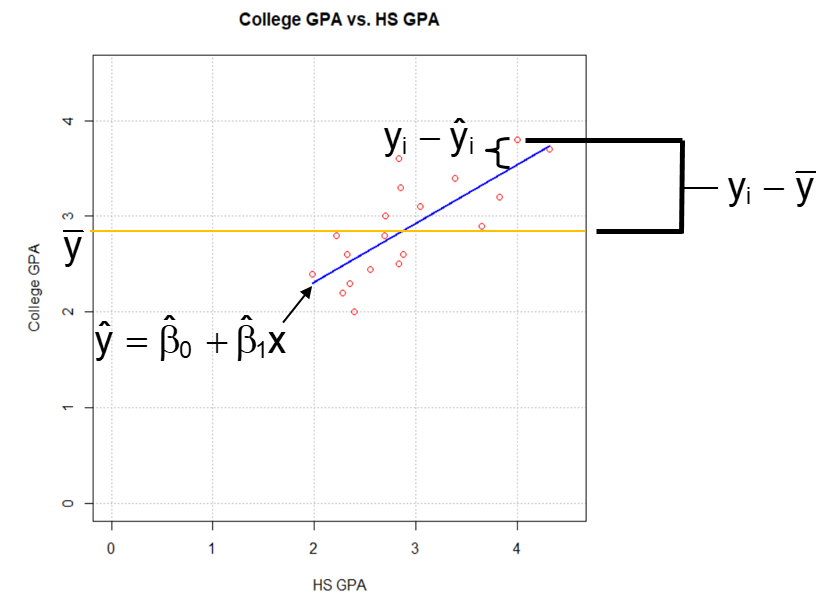 College GPA vs. HS GPA
4
3
2
1
0
College GPA
yᵢ − ŷᵢ
yᵢ − y̅
y̅
ŷ = β̂₀ + β̂₁x
0 1 2 3 4
HS GPA